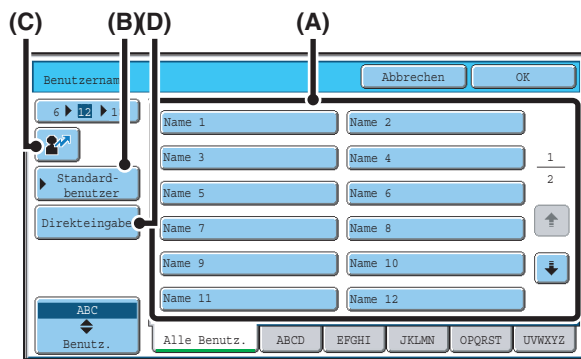 (C) (B)(D) (A)
Benutzernam
Abbrechen
OK
6 12 1
Name 1
Name 2
Name 3
Name 4
1
2
Standard-
benutzer
Name 5
Name 6
Direkteingabe
Name 7
Name 8
Name 9
Name 10
Name 11
Name 12
ABC
Benutz.
Alle Benutz.
ABCD
EFGHI
JKLMN
OPQRST
UVWXYZ